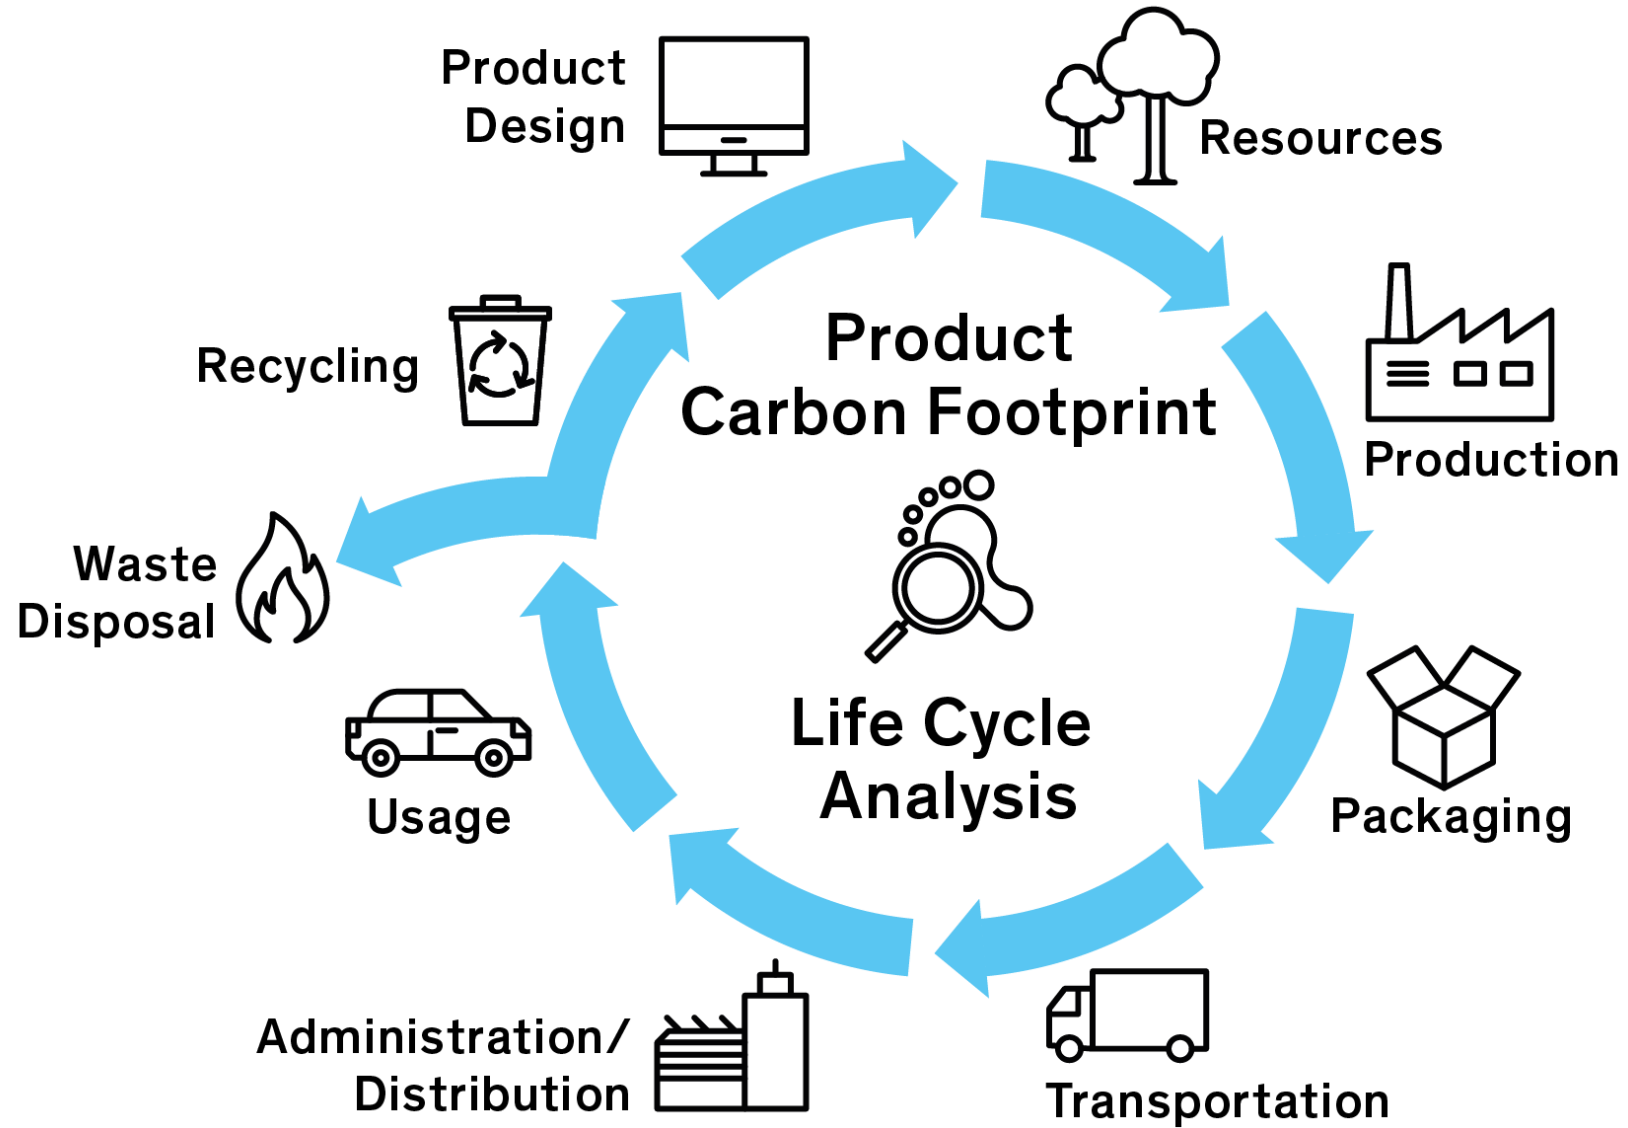 Product
Design
Resources
Recycling
Product
Carbon Footprint
Production
Waste
Disposal
Life Cycle
Analysis
Usage
Packaging
Administration/
Distribution
Transportation